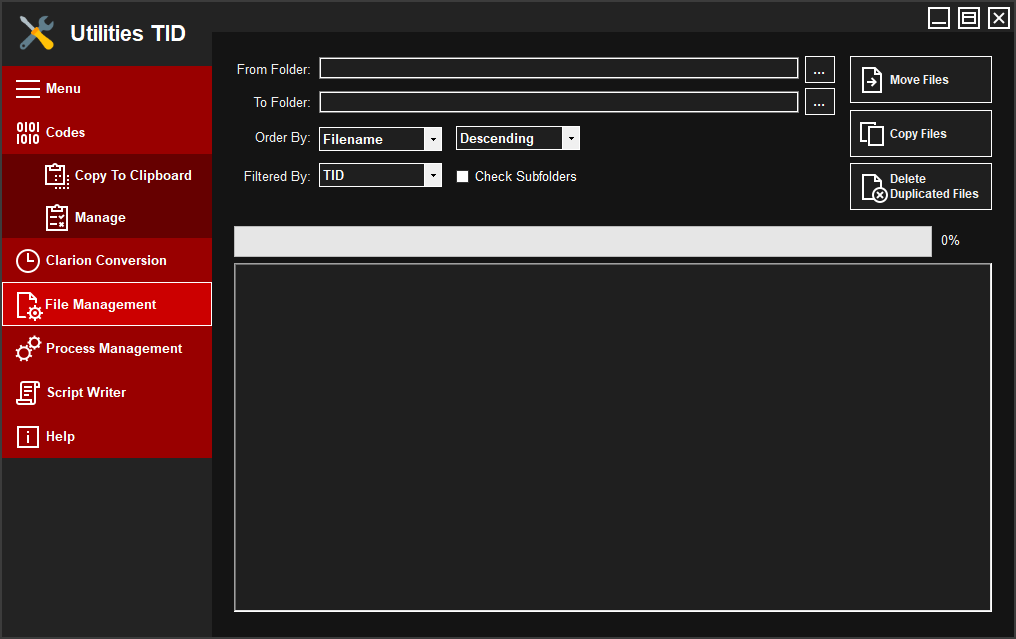 Utilities TID
Menu
Codes
Copy To Clipboard
Manage
Clarion Conversion
File Management
Process Management
Script Writer
Help
From Folder:
...
To Folder:
...
Order By:
Filename
Descending
Filtered By:
TID
Check Subfolders
Move Files
Copy Files
Delete
Duplicated Files
0%